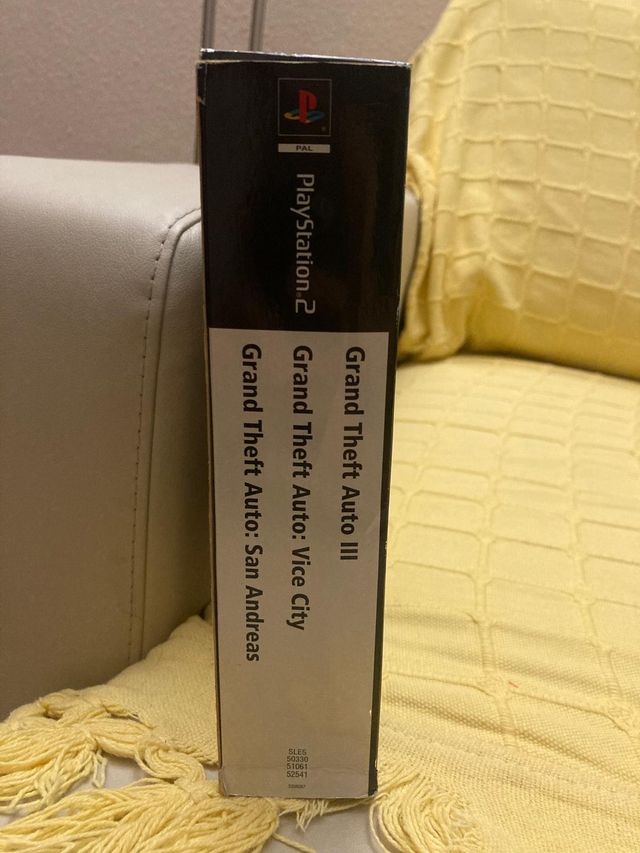 PAL
PlayStation.2
Grand Theft Auto III
Grand Theft Auto: Vice City
Grand Theft Auto: San Andreas
SLES
50330
51061
52541